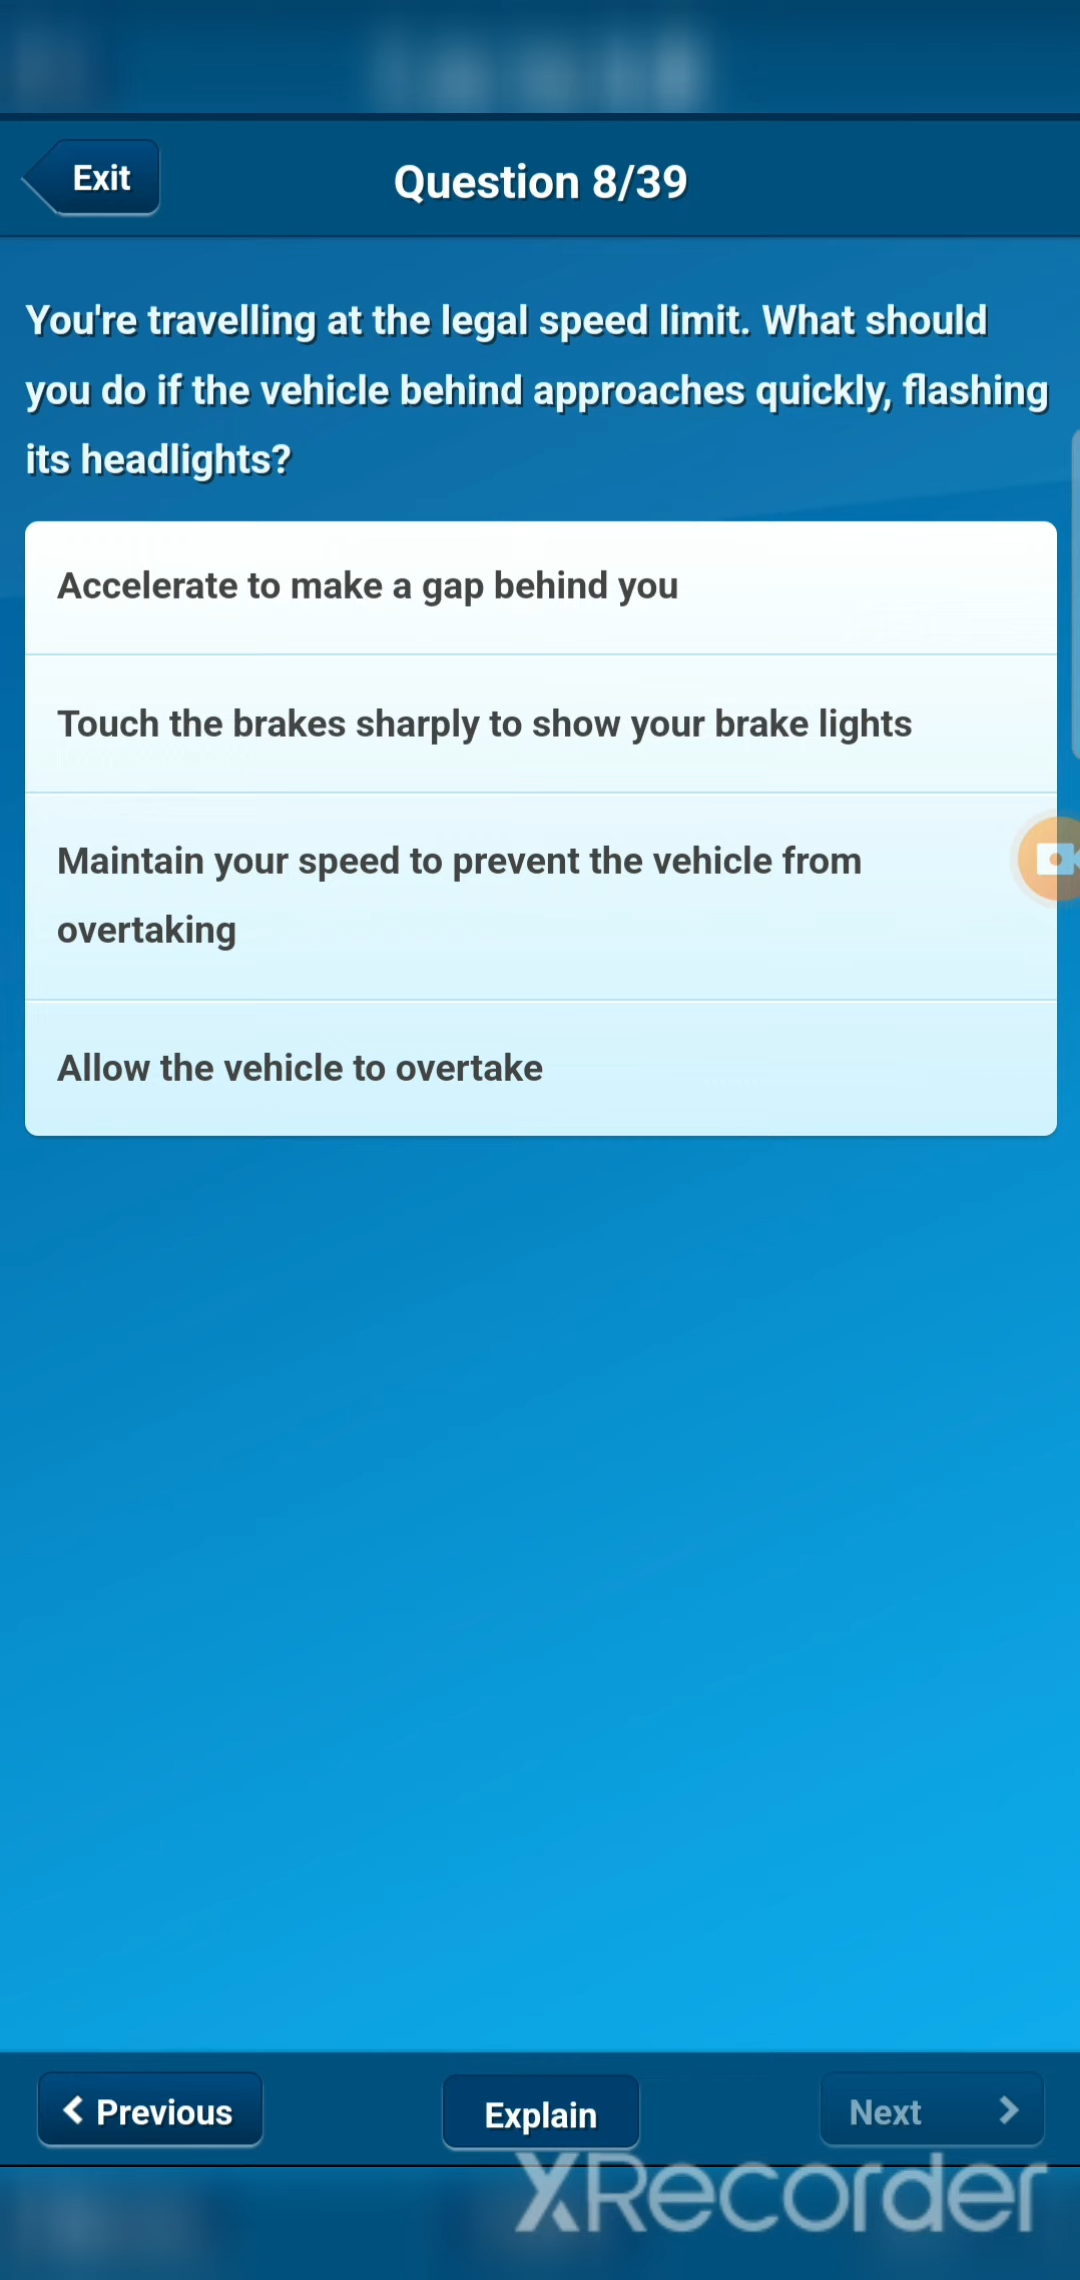 Exit
Question 8/39
You're travelling at the legal speed limit. What should
you do if the vehicle behind approaches quickly, flashing
its headlights?
Accelerate to make a gap behind you
Touch the brakes sharply to show your brake lights
Maintain your speed to prevent the vehicle from
overtaking
Allow the vehicle to overtake
Previous
Explain
Next
XRecorder